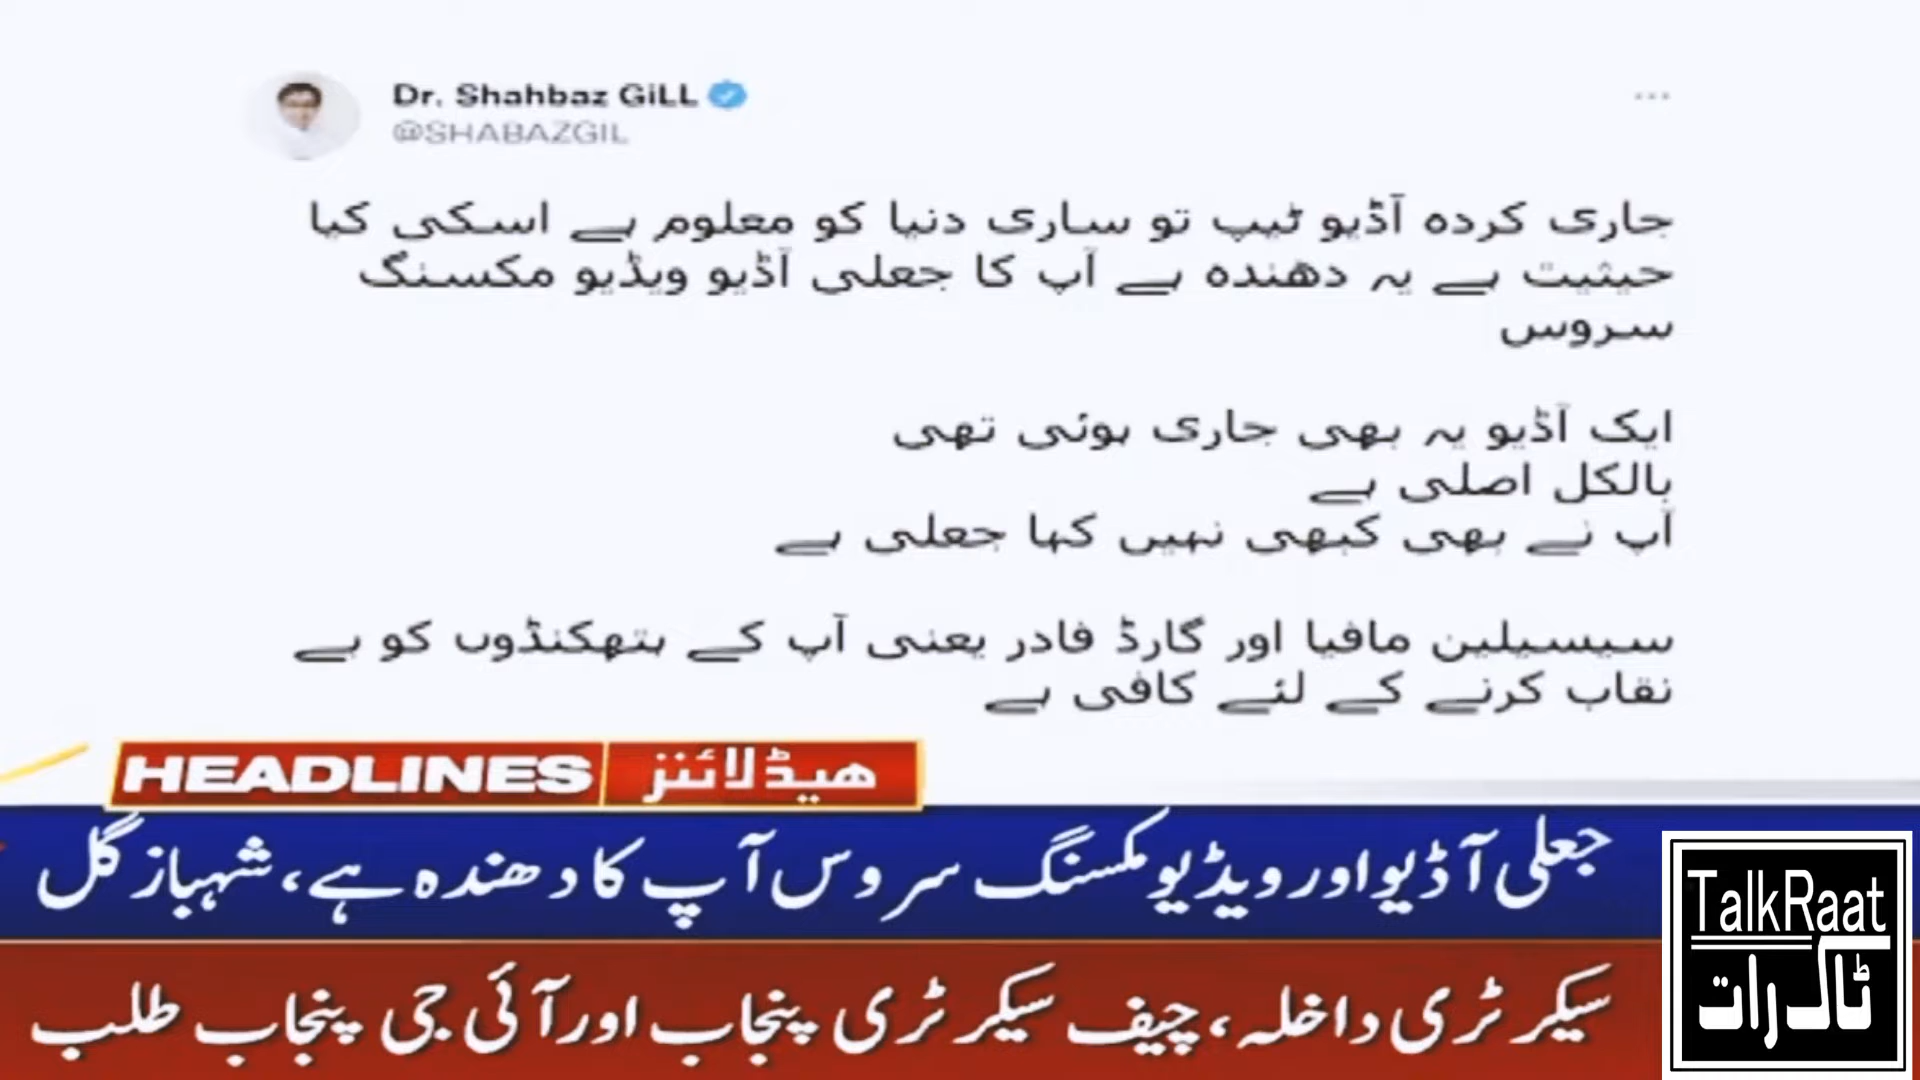 Dr. Shahbaz GiLL
@SHABAZGIL
جاری کردہ آڈیو ٹیپ تو ساری دنیا کو معلوم ہے اسکی کیا
حیثیت ہے یہ دھندہ ہے آپ کا جعلی آڈیو ویڈیو مکسنگ
سروس
ایک آڈیو یہ بھی جاری ہوئی تھی
بالکل اصلی ہے
آپ نے بھی کبھی نہیں کہا جعلی ہے
سیسیلین مافیا اور گارڈ فادر یعنی آپ کے ہتھکنڈوں کو بے
نقاب کرنے کے لئے کافی ہے
HEADLINES ھیڈلائنز
جعلی آڈیو اور ویڈیو مکسنگ سروس آپ کا دھندہ ہے، شہباز گل
سیکرٹری داخلہ، چیف سیکرٹری پنجاب اور آئی جی پنجاب طلب
TalkRaat
ٹاک رات